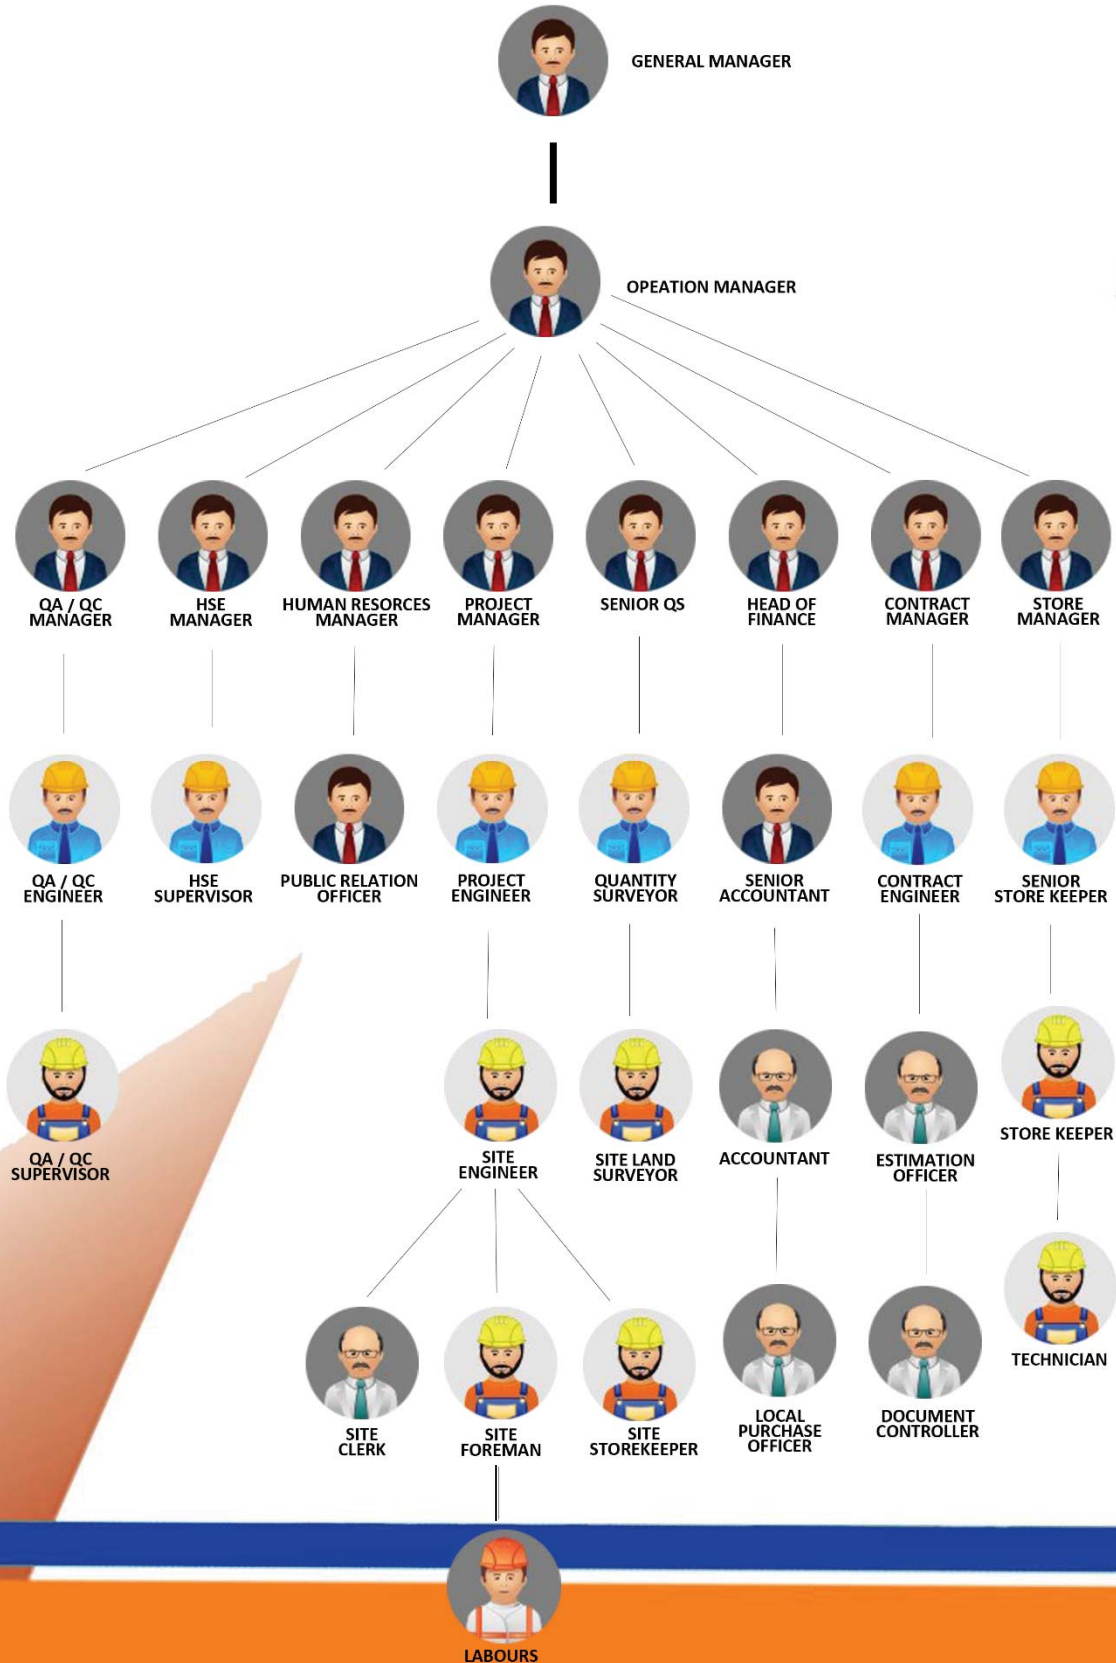 GENERAL MANAGER
OPEATION MANAGER
QA / QC
MANAGER
HSE
MANAGER
HUMAN RESORCES
MANAGER
PROJECT
MANAGER
SENIOR QS
HEAD OF
FINANCE
CONTRACT
MANAGER
STORE
MANAGER
QA / QC
ENGINEER
HSE
SUPERVISOR
PUBLIC RELATION
OFFICER
PROJECT
ENGINEER
QUANTITY
SURVEYOR
SENIOR
ACCOUNTANT
CONTRACT
ENGINEER
SENIOR
STORE KEEPER
QA / QC
SUPERVISOR
SITE
ENGINEER
SITE LAND
SURVEYOR
ACCOUNTANT
ESTIMATION
OFFICER
STORE KEEPER
SITE
CLERK
SITE
FOREMAN
SITE
STOREKEEPER
LOCAL
PURCHASE
OFFICER
DOCUMENT
CONTROLLER
TECHNICIAN
LABOURS